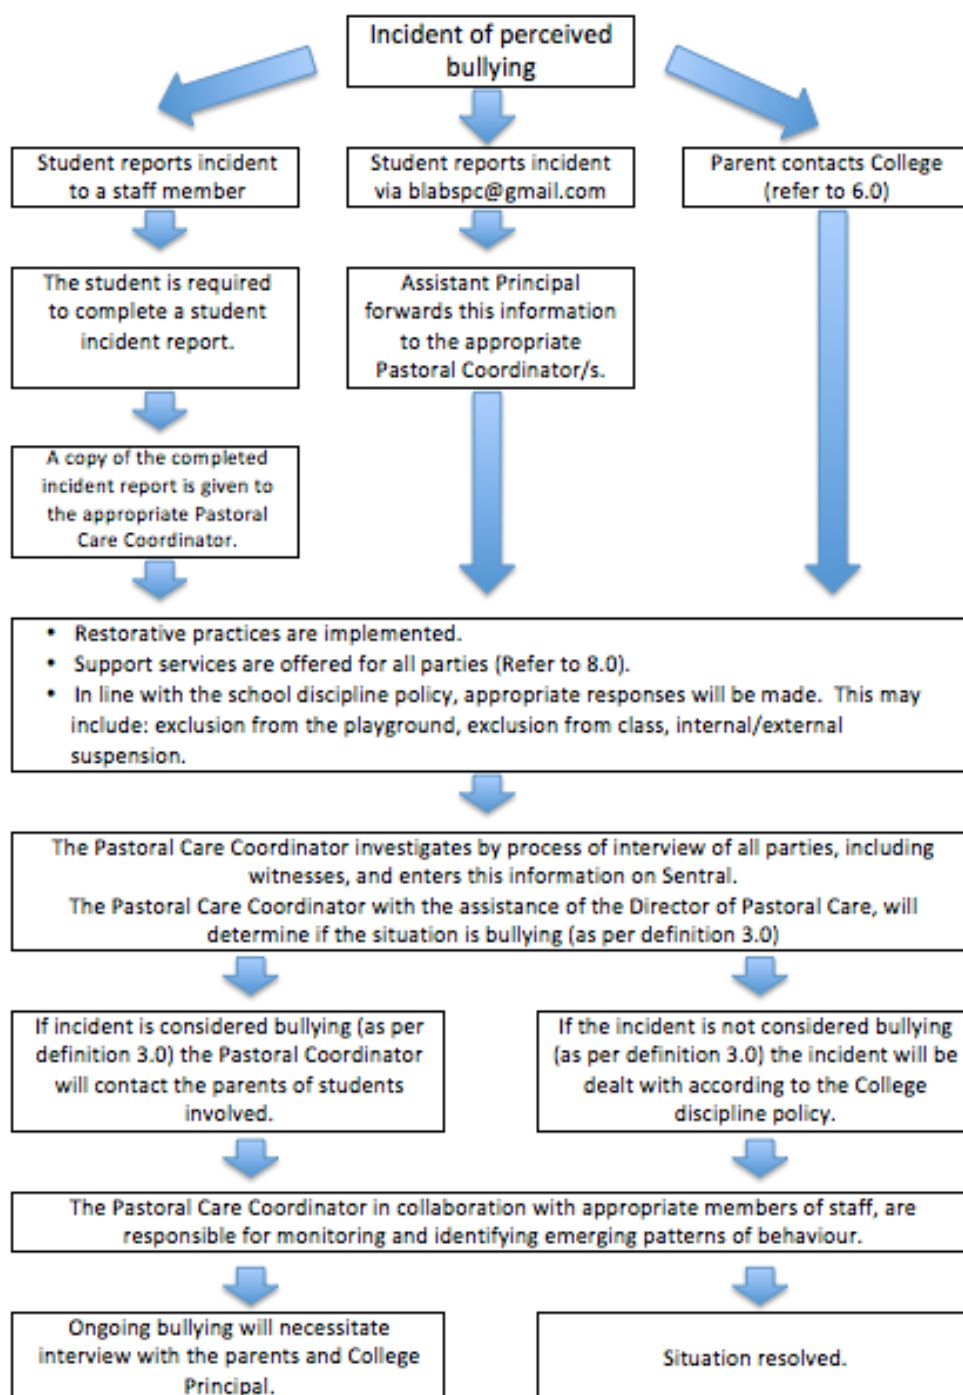 Incident of perceived
bullying
Student reports incident
to a staff member
Student reports incident
via blabspc@gmail.com
Parent contacts College
(refer to 6.0)
The student is required
to complete a student
incident report.
Assistant Principal
forwards this information
to the appropriate
Pastoral Coordinator/s.
A copy of the completed
incident report is given to
the appropriate Pastoral
Care Coordinator.
• Restorative practices are implemented.
• Support services are offered for all parties (Refer to 8.0).
• In line with the school discipline policy, appropriate responses will be made. This may
include: exclusion from the playground, exclusion from class, internal/external
suspension.
The Pastoral Care Coordinator investigates by process of interview of all parties, including
witnesses, and enters this information on Sentral.
The Pastoral Care Coordinator with the assistance of the Director of Pastoral Care, will
determine if the situation is bullying (as per definition 3.0)
If incident is considered bullying (as per
definition 3.0) the Pastoral Coordinator
will contact the parents of students
involved.
If the incident is not considered bullying
(as per definition 3.0) the incident will be
dealt with according to the College
discipline policy.
The Pastoral Care Coordinator in collaboration with appropriate members of staff, are
responsible for monitoring and identifying emerging patterns of behaviour.
Ongoing bullying will necessitate
interview with the parents and College
Principal.
Situation resolved.